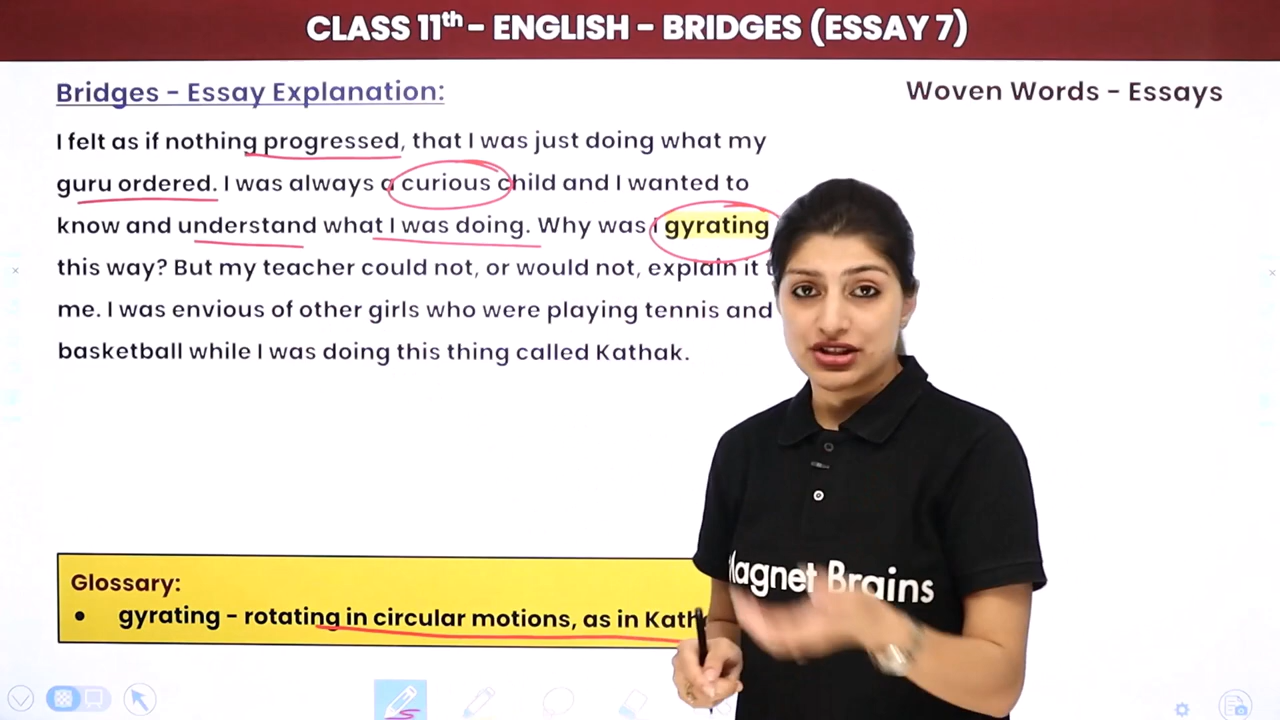 CLASS 11th – ENGLISH – BRIDGES (ESSAY 7)
Bridges – Essay Explanation:
Woven Words – Essays
I felt as if nothing progressed, that I was just doing what my
guru ordered. I was always a curious child and I wanted to
know and understand what I was doing. Why was I gyrating
this way? But my teacher could not, or would not, explain it
me. I was envious of other girls who were playing tennis and
basketball while I was doing this thing called Kathak.
Glossary:
• gyrating – rotating in circular motions, as in
Magnet Brains